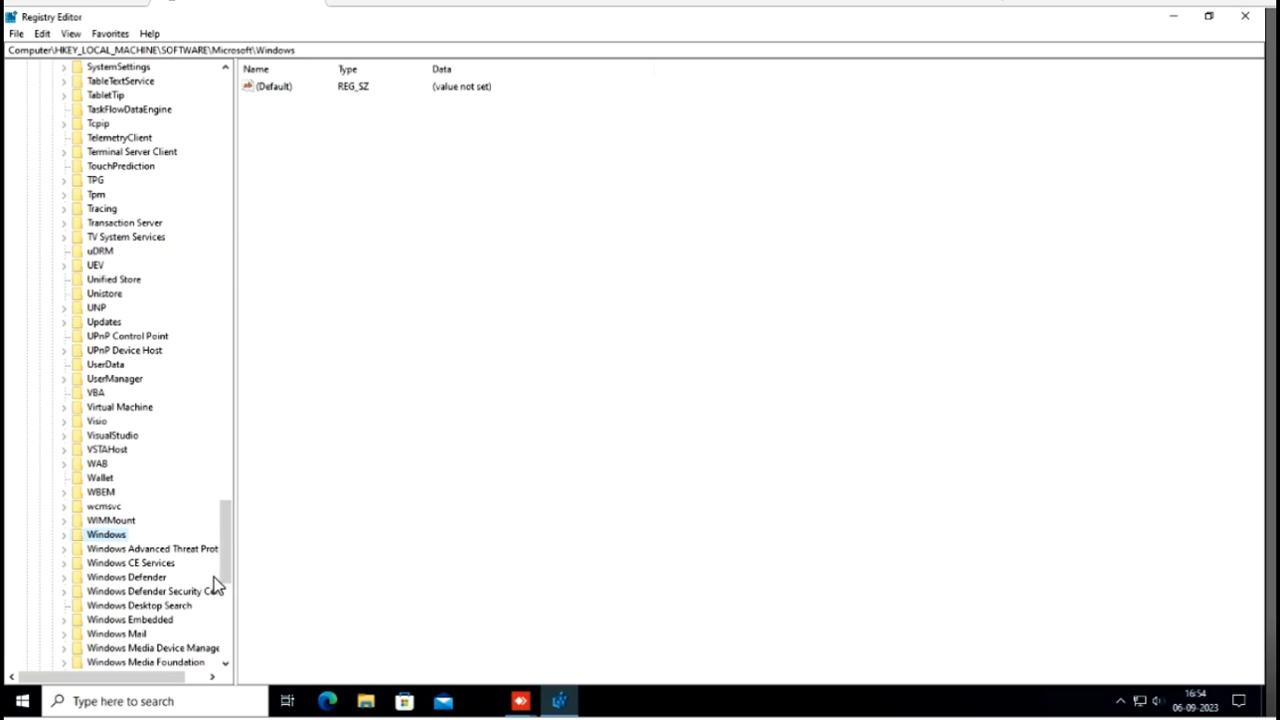 Registry Editor
File Edit View Favorites Help
Computer\HKEY_LOCAL_MACHINE\SOFTWARE\Microsoft\Windows
Name Type Data
(Default) REG_SZ (value not set)
SystemSettings
TableTextService
TabletTip
TaskFlowDataEngine
Tcpip
TelemetryClient
Terminal Server Client
TouchPrediction
TPG
Tpm
Tracing
Transaction Server
TV System Services
uDRM
UEV
Unified Store
Unistore
UNP
Updates
UPnP Control Point
UPnP Device Host
UserData
UserManager
VBA
Virtual Machine
Visio
VisualStudio
VSTAHost
WAB
Wallet
WBEM
wcmsvc
WIMMount
Windows
Windows Advanced Threat Prot
Windows CE Services
Windows Defender
Windows Defender Security
Windows Desktop Search
Windows Embedded
Windows Mail
Windows Media Device Manage
Windows Media Foundation
Type here to search
16:54
06-09-2023